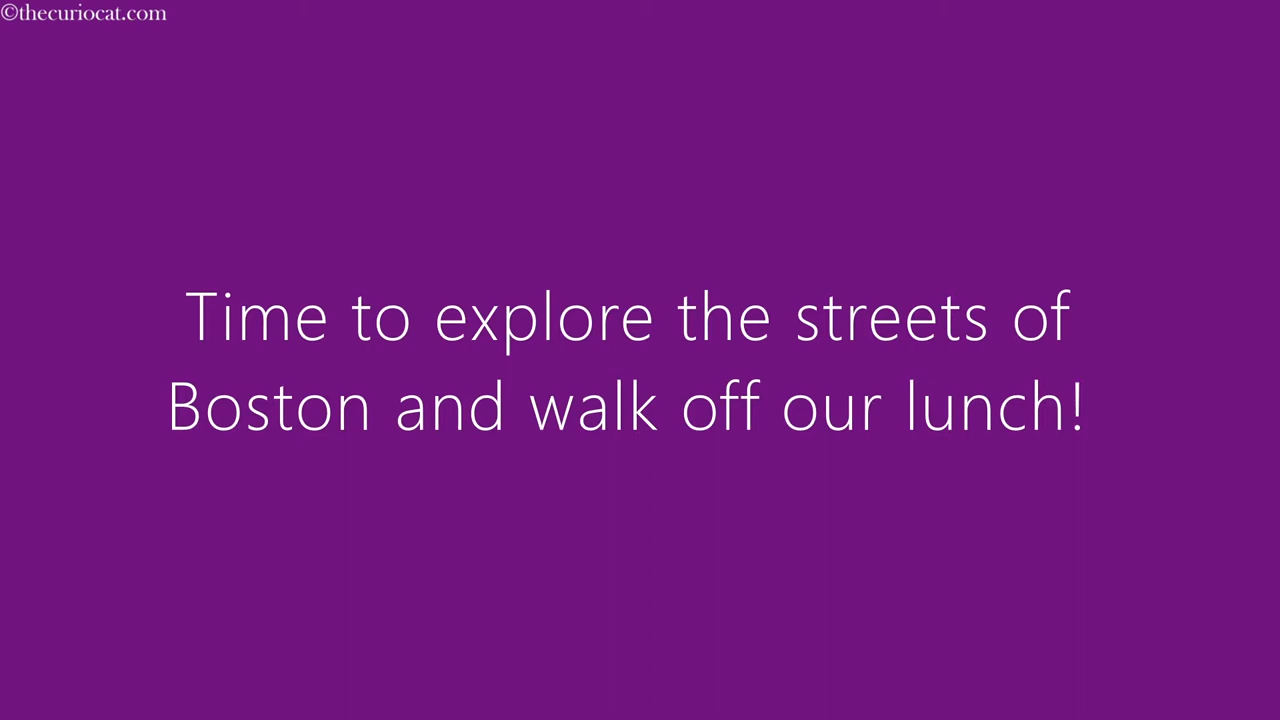 ©thecuriocat.com
Time to explore the streets of
Boston and walk off our lunch!